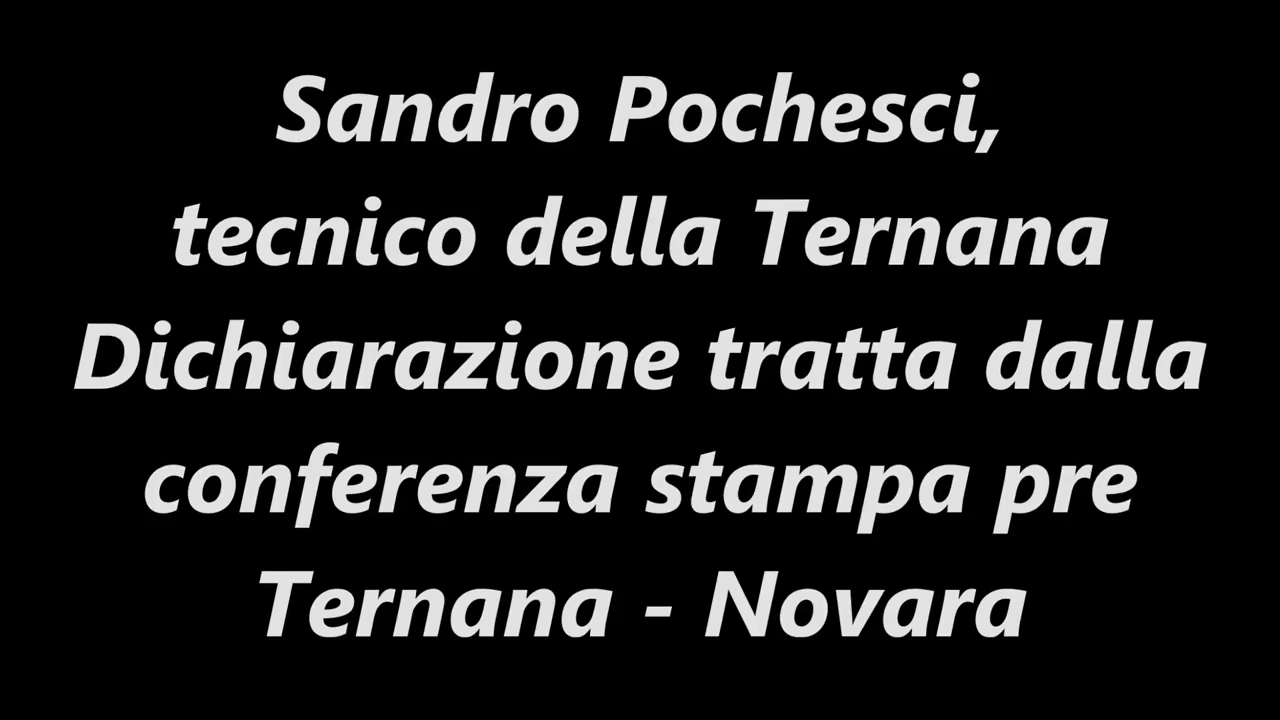 Sandro Pochesci,
tecnico della Ternana
Dichiarazione tratta dalla
conferenza stampa pre
Ternana - Novara